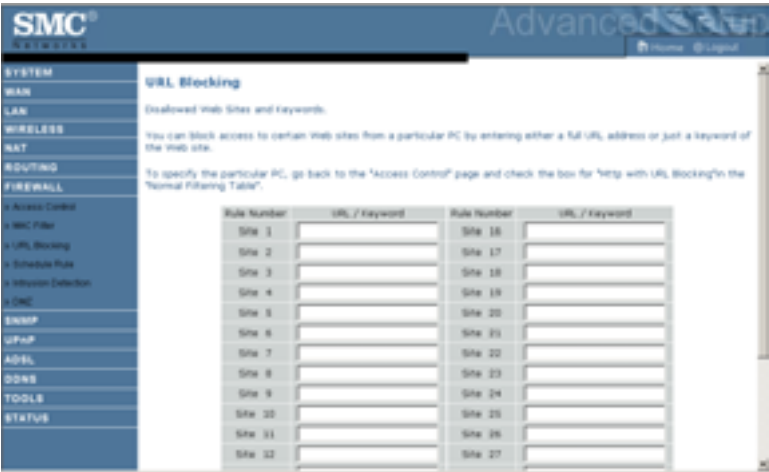 SMC®
Networks
Advanced Setup
Home Logout
SYSTEM
WAN
LAN
WIRELESS
NAT
ROUTING
FIREWALL
» Access Control
» MAC Filter
» URL Blocking
» Schedule Rule
» Intrusion Detection
» DMZ
SNMP
UPnP
ADSL
DDNS
TOOLS
STATUS
URL Blocking
Disallowed Web Sites and Keywords.
You can block access to certain Web sites from a particular PC by entering either a full URL address or just a keyword of
the Web site.
To specify the particular PC, go back to the "Access Control" page and check the box for "Http with URL Blocking"in the
"Normal Filtering Table".
Rule Number URL / Keyword Rule Number URL / Keyword
Site 1 Site 16
Site 2 Site 17
Site 3 Site 18
Site 4 Site 19
Site 5 Site 20
Site 6 Site 21
Site 7 Site 22
Site 8 Site 23
Site 9 Site 24
Site 10 Site 25
Site 11 Site 26
Site 12 Site 27